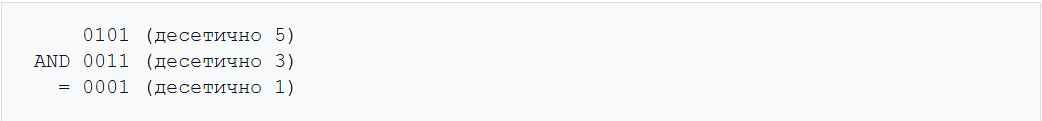 0101 (десетично 5)
AND 0011 (десетично 3)
= 0001 (десетично 1)